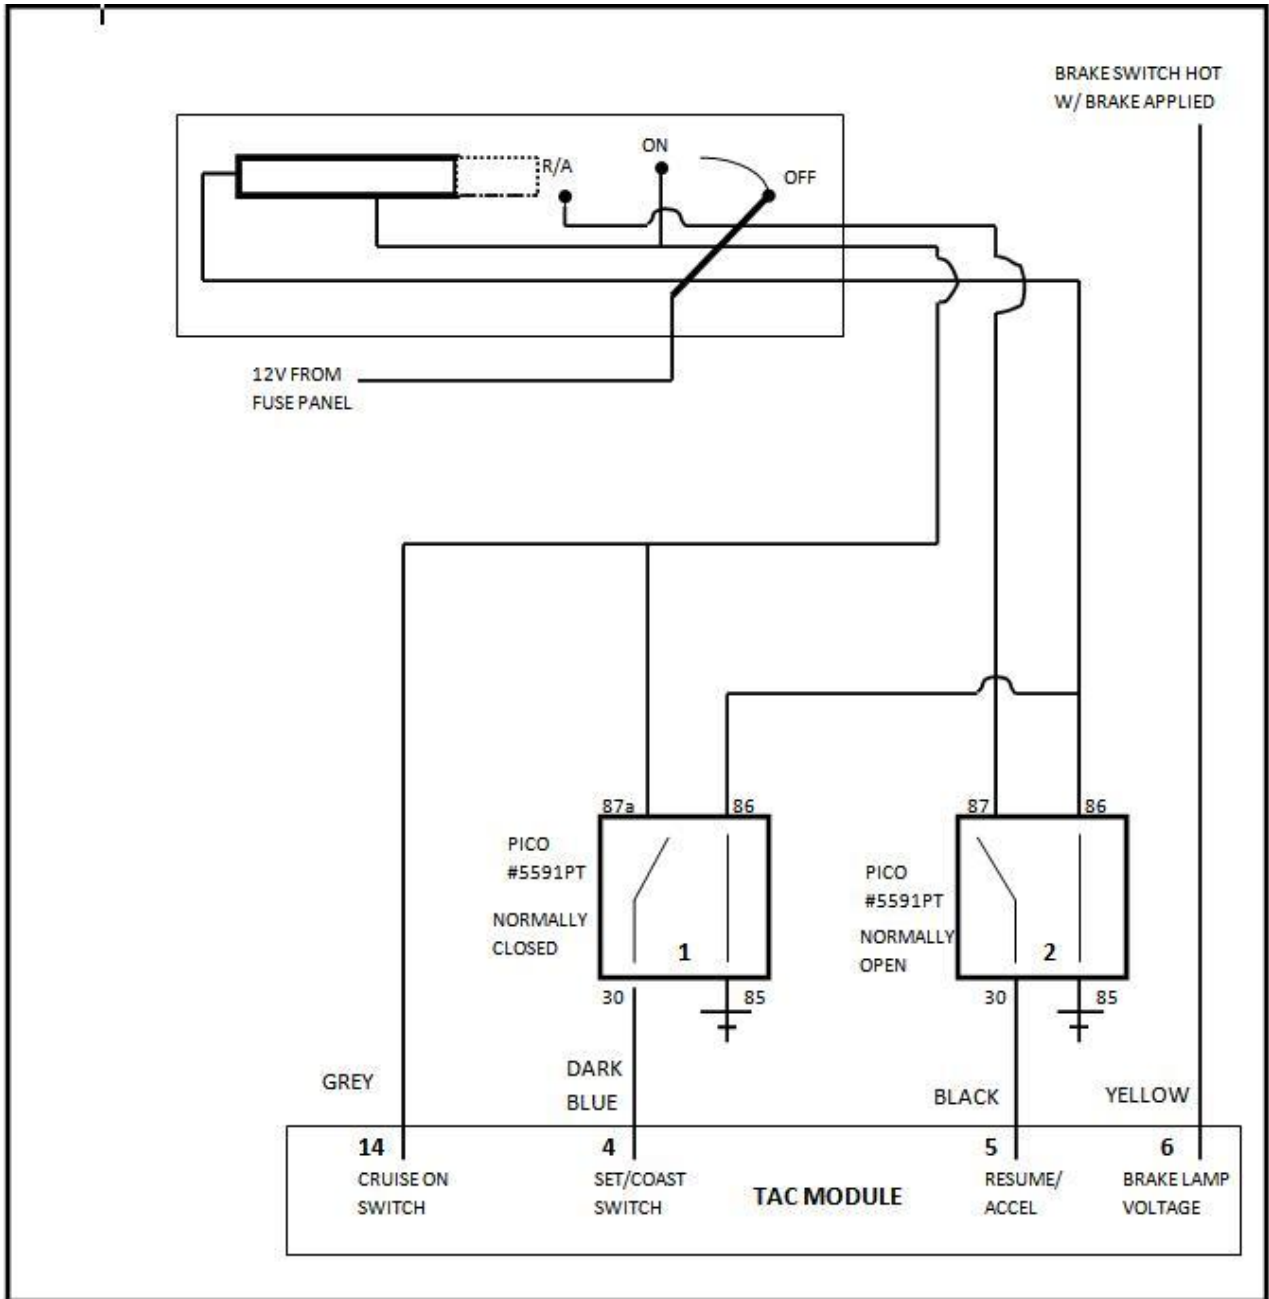 BRAKE SWITCH HOT
W/ BRAKE APPLIED
ON
R/A
OFF
12V FROM
FUSE PANEL
87a
86
87
86
PICO
#5591PT
NORMALLY
CLOSED
1
PICO
#5591PT
NORMALLY
OPEN
2
30
85
30
85
GREY
DARK
BLUE
BLACK
YELLOW
14
CRUISE ON
SWITCH
4
SET/COAST
SWITCH
TAC MODULE
5
RESUME/
ACCEL
6
BRAKE LAMP
VOLTAGE